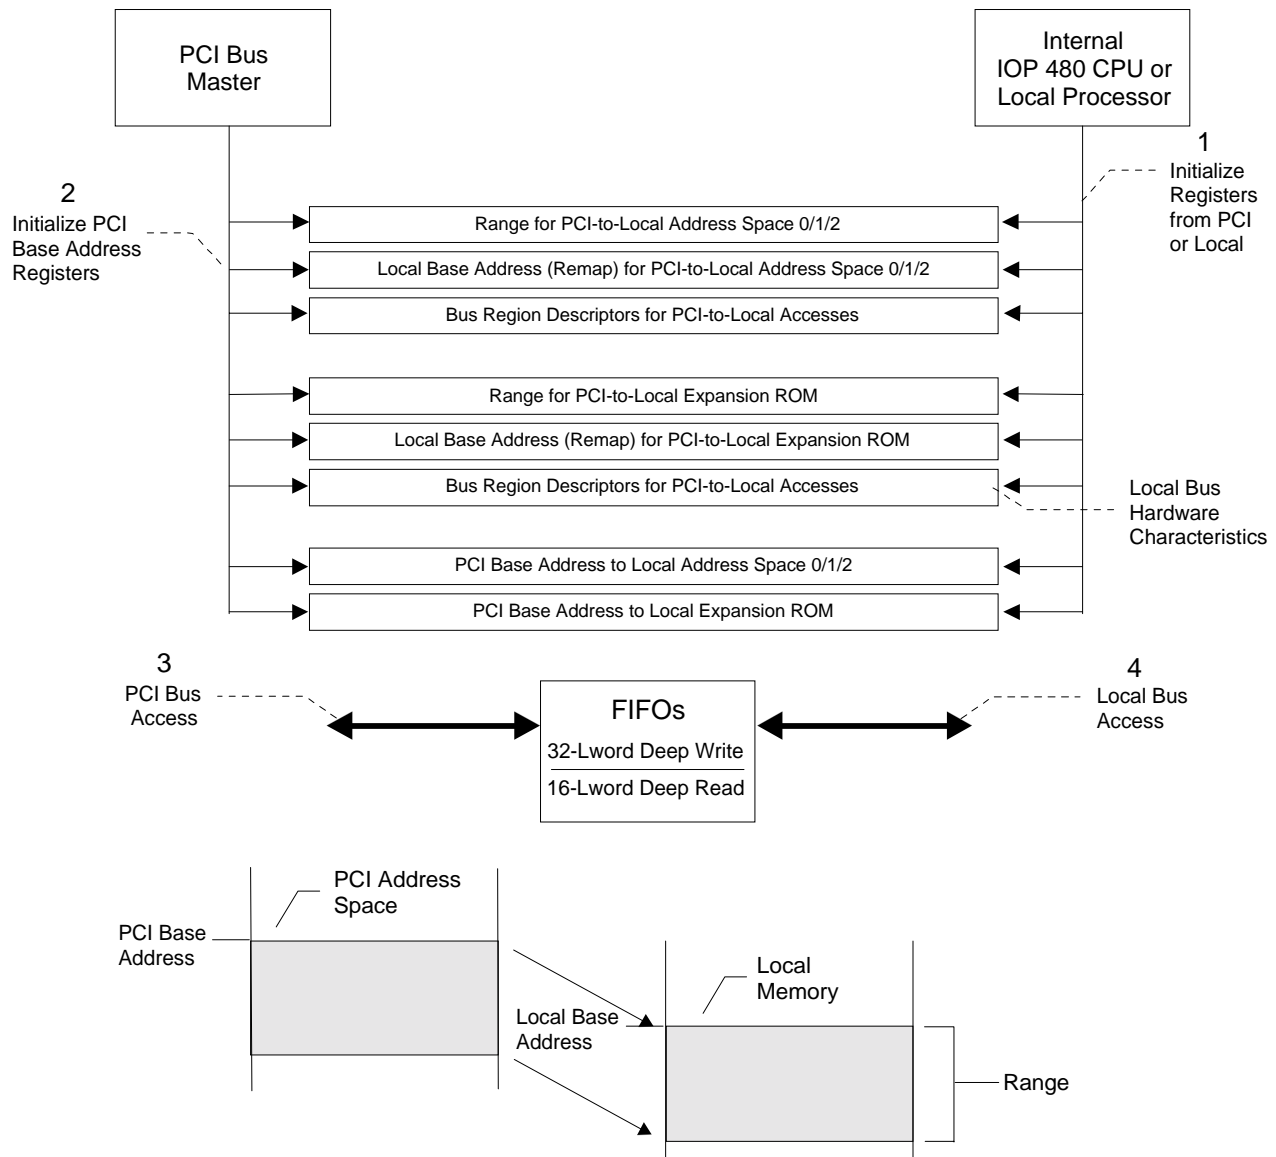 PCI Bus
Master
Internal
IOP 480 CPU or
Local Processor
1
Initialize
Registers
from PCI
or Local
2
Initialize PCI
Base Address
Registers
Range for PCI-to-Local Address Space 0/1/2
Local Base Address (Remap) for PCI-to-Local Address Space 0/1/2
Bus Region Descriptors for PCI-to-Local Accesses
Range for PCI-to-Local Expansion ROM
Local Base Address (Remap) for PCI-to-Local Expansion ROM
Bus Region Descriptors for PCI-to-Local Accesses
Local Bus
Hardware
Characteristics
PCI Base Address to Local Address Space 0/1/2
PCI Base Address to Local Expansion ROM
3
PCI Bus
Access
FIFOs
32-Lword Deep Write
16-Lword Deep Read
4
Local Bus
Access
PCI Address
Space
PCI Base
Address
Local
Memory
Local Base
Address
Range